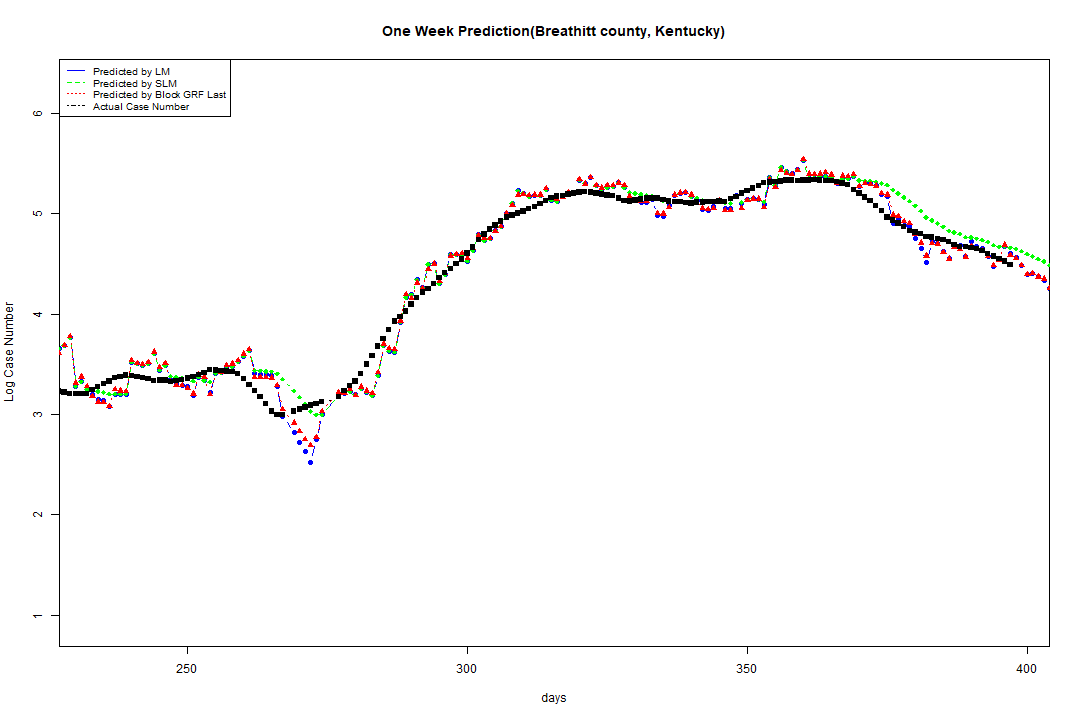 One Week Prediction(Breathitt county, Kentucky)
Predicted by LM
Predicted by SLM
Predicted by Block GRF Last
Actual Case Number
Log Case Number
6
5
4
3
2
1
250
300
350
400
days